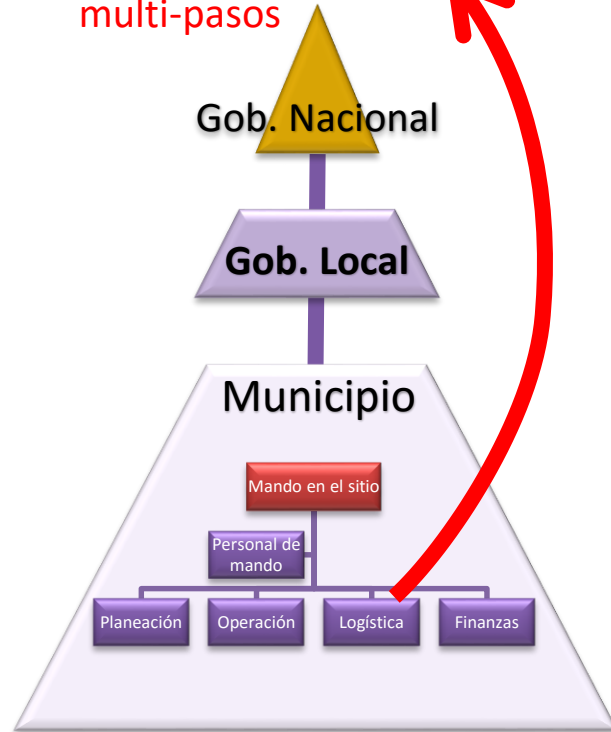 multi-pasos
Gob. Nacional
Gob. Local
Municipio
Mando en el sitio
Personal de
mando
Planeación
Operación
Logística
Finanzas